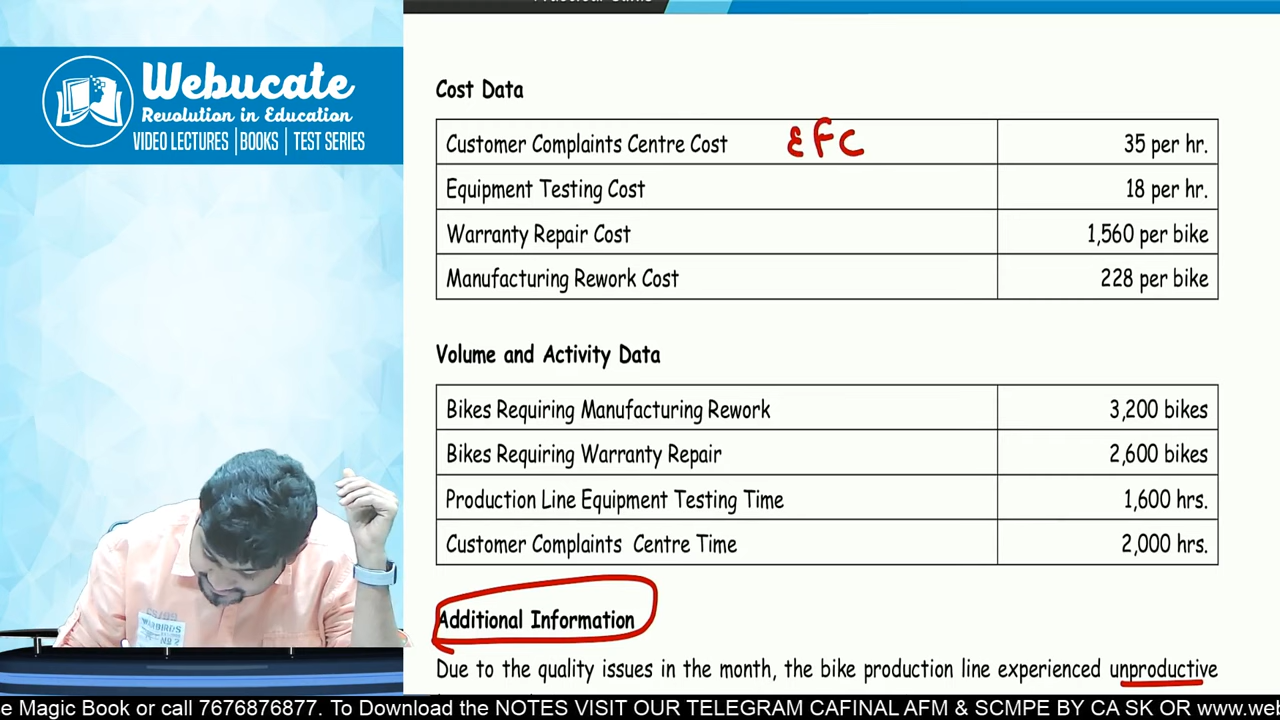 Webucate
Revolution in Education
VIDEO LECTURES | BOOKS | TEST SERIES
Cost Data
Customer Complaints Centre Cost EFC 35 per hr.
Equipment Testing Cost 18 per hr.
Warranty Repair Cost 1,560 per bike
Manufacturing Rework Cost 228 per bike
Volume and Activity Data
Bikes Requiring Manufacturing Rework 3,200 bikes
Bikes Requiring Warranty Repair 2,600 bikes
Production Line Equipment Testing Time 1,600 hrs.
Customer Complaints Centre Time 2,000 hrs.
Additional Information
Due to the quality issues in the month, the bike production line experienced unproductive
e Magic Book or call 7676876877. To Download the NOTES VISIT OUR TELEGRAM CAFINAL AFM & SCMPE BY CA SK OR www.web